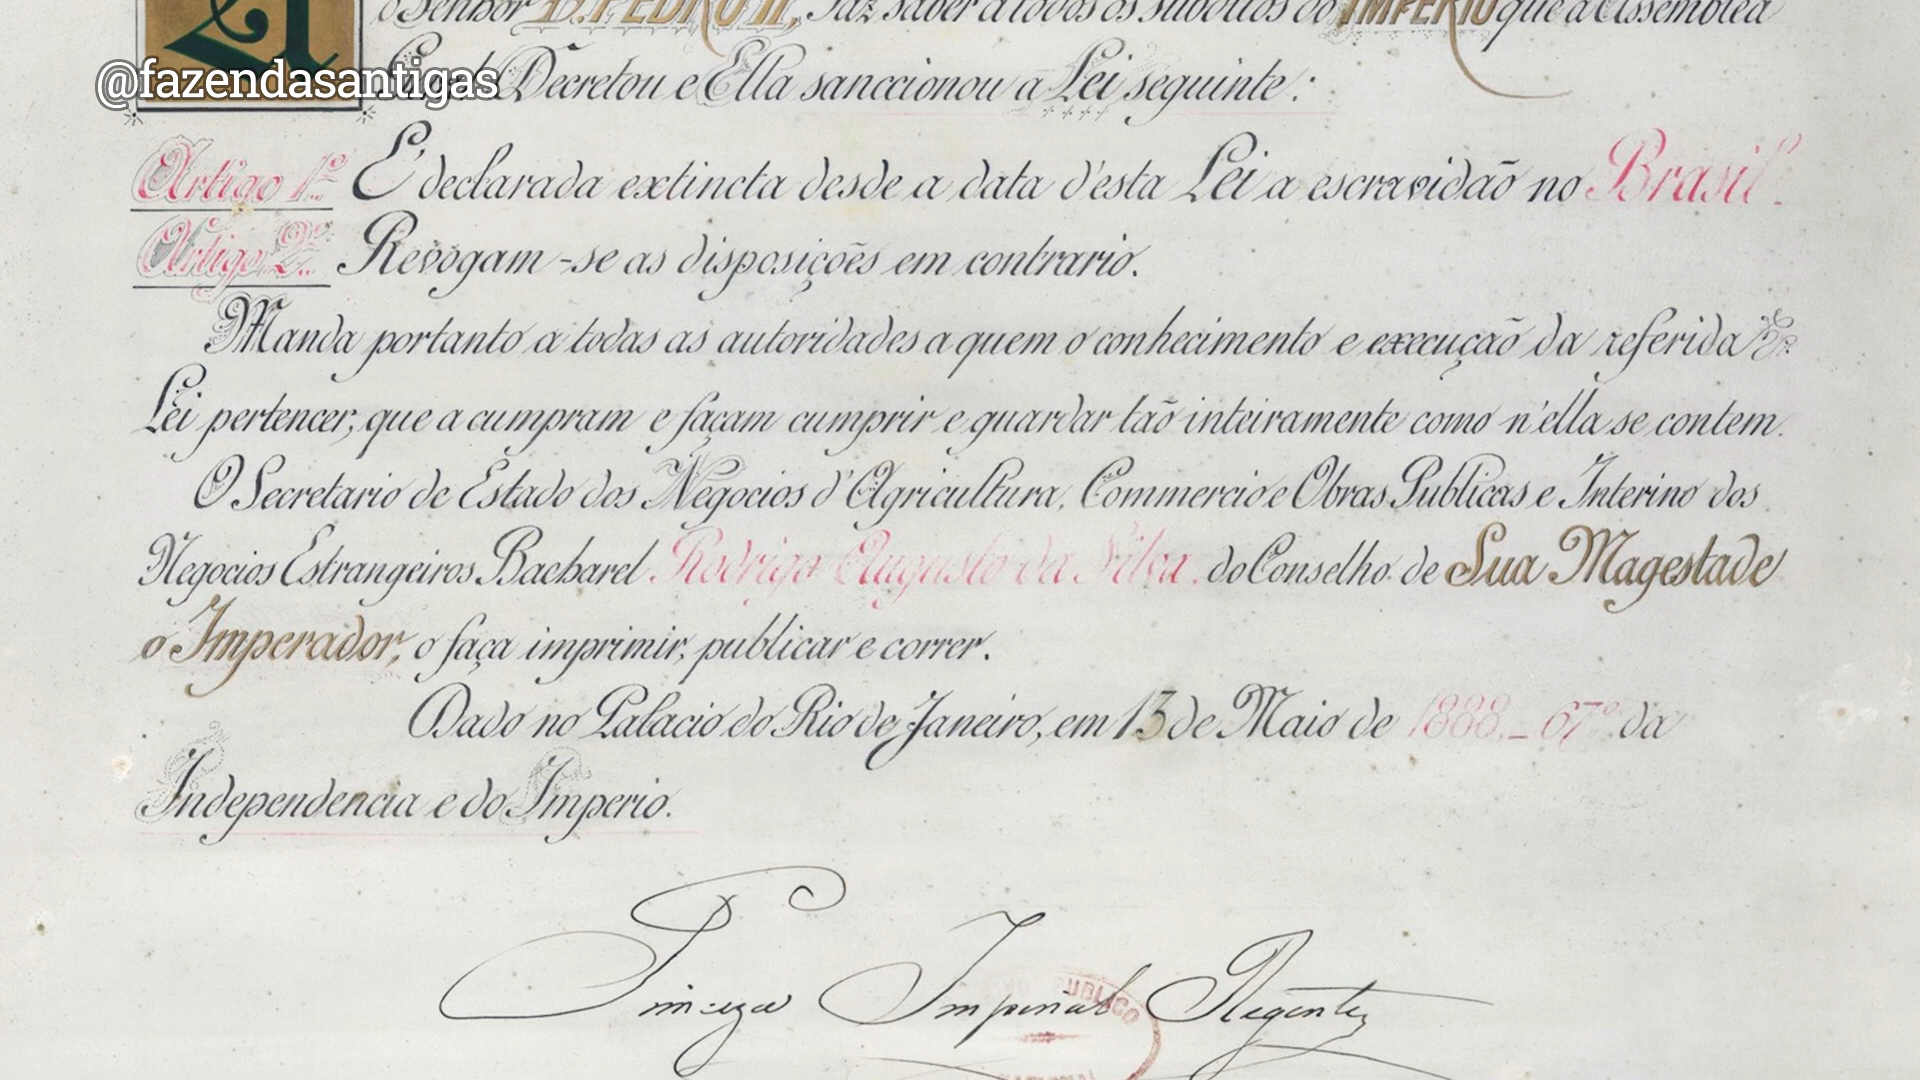 o Senhor D. PEDRO II, Faz saber a todos os subditos do IMPERIO que a Assembléa
@fazendasantigas
Geral Decretou e Ella sanccionou a Lei seguinte:
Artigo 1º É declarada extincta desde a data d'esta Lei a escravidão no Brasil.
Artigo 2º Revogam-se as disposições em contrario.
Manda portanto a todas as autoridades a quem o conhecimento e execução da referida
Lei pertencer, que a cumpram e façam cumprir e guardar tão inteiramente como n'ella se contem.
O Secretario de Estado dos Negocios d'Agricultura, Commercio e Obras Publicas e Interino dos
Negocios Estrangeiros Bacharel Rodrigo Augusto da Silva, do Conselho de Sua Magestade
o Imperador, o faça imprimir, publicar e correr.
Dado no Palacio do Rio de Janeiro, em 13 de Maio de 1888.- 67º da
Independencia e do Imperio.
Princeza Imperial Regente
PUBLICO